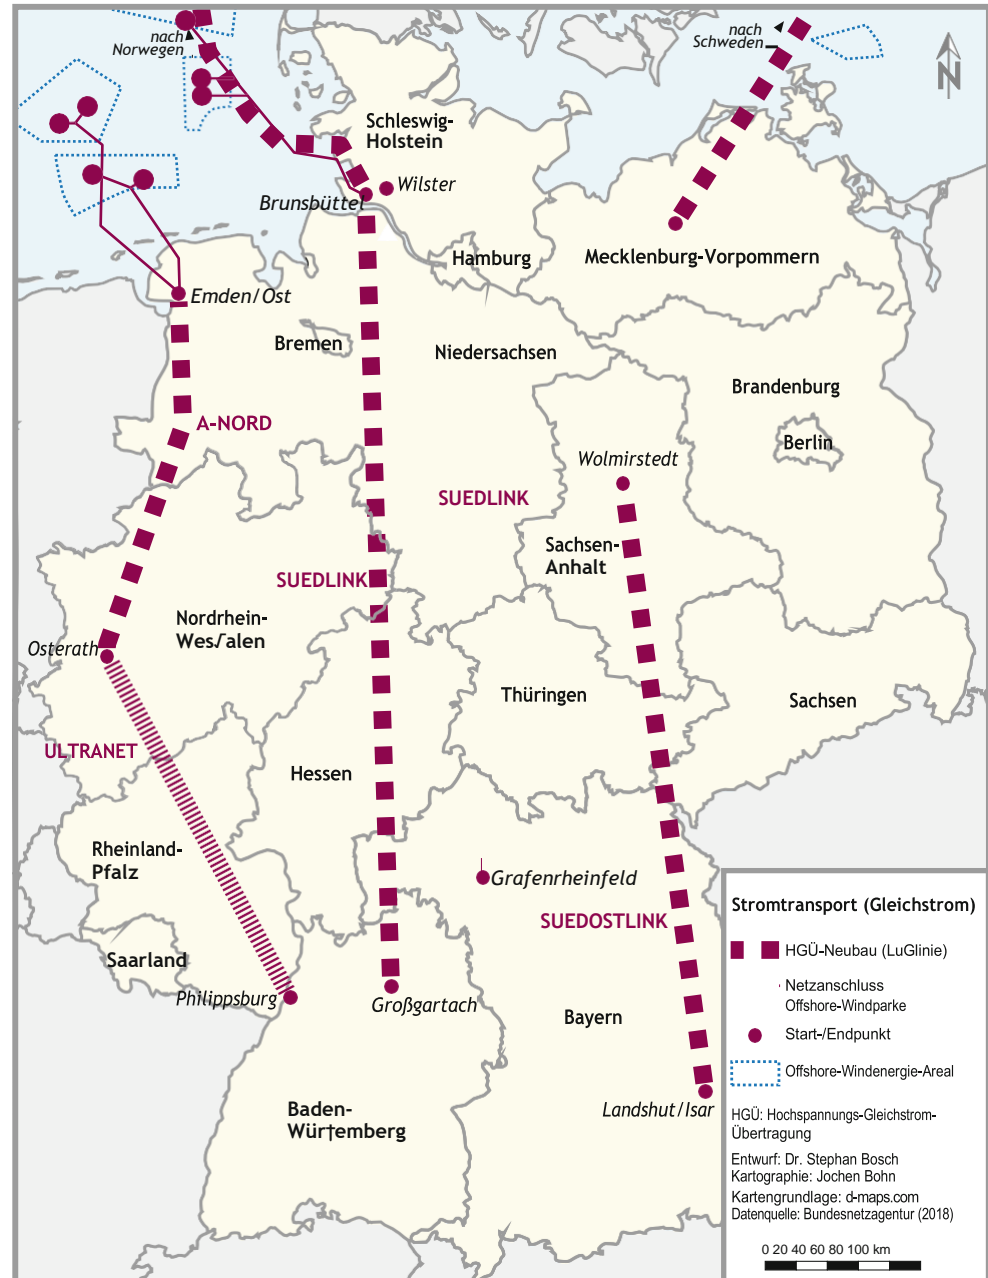 nach
Norwegen
nach
Schweden
N
Schleswig-
Holstein
Wilster
Brunsbüttel
Hamburg
Mecklenburg-Vorpommern
Emden/Ost
Bremen
Niedersachsen
Brandenburg
Berlin
A-NORD
Wolmirstedt
SUEDLINK
Sachsen-
Anhalt
SUEDLINK
Nordrhein-
Wesſalen
Osterath
Thüringen
Sachsen
ULTRANET
Hessen
Rheinland-
Pfalz
Grafenrheinfeld
SUEDOSTLINK
Saarland
Philippsburg
Großgartach
Bayern
Baden-
Würtemberg
Landshut/Isar
Stromtransport (Gleichstrom)
HGÜ-Neubau (LuGlinie)
Netzanschluss
Offshore-Windparke
Start-/Endpunkt
Offshore-Windenergie-Areal
HGÜ: Hochspannungs-Gleichstrom-
Übertragung
Entwurf: Dr. Stephan Bosch
Kartographie: Jochen Bohn
Kartengrundlage: d-maps.com
Datenquelle: Bundesnetzagentur (2018)
0 20 40 60 80 100 km